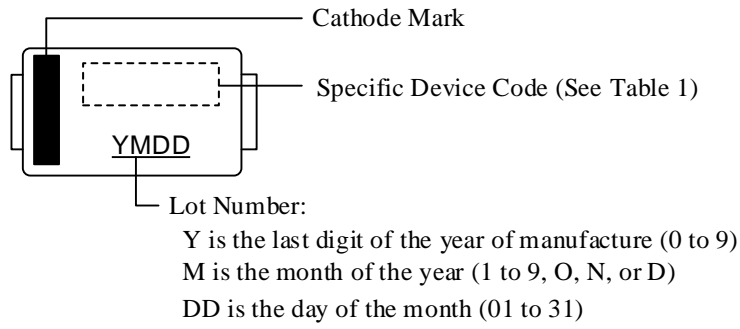 Cathode Mark
Specific Device Code (See Table 1)
YMDD
Lot Number:
Y is the last digit of the year of manufacture (0 to 9)
M is the month of the year (1 to 9, O, N, or D)
DD is the day of the month (01 to 31)